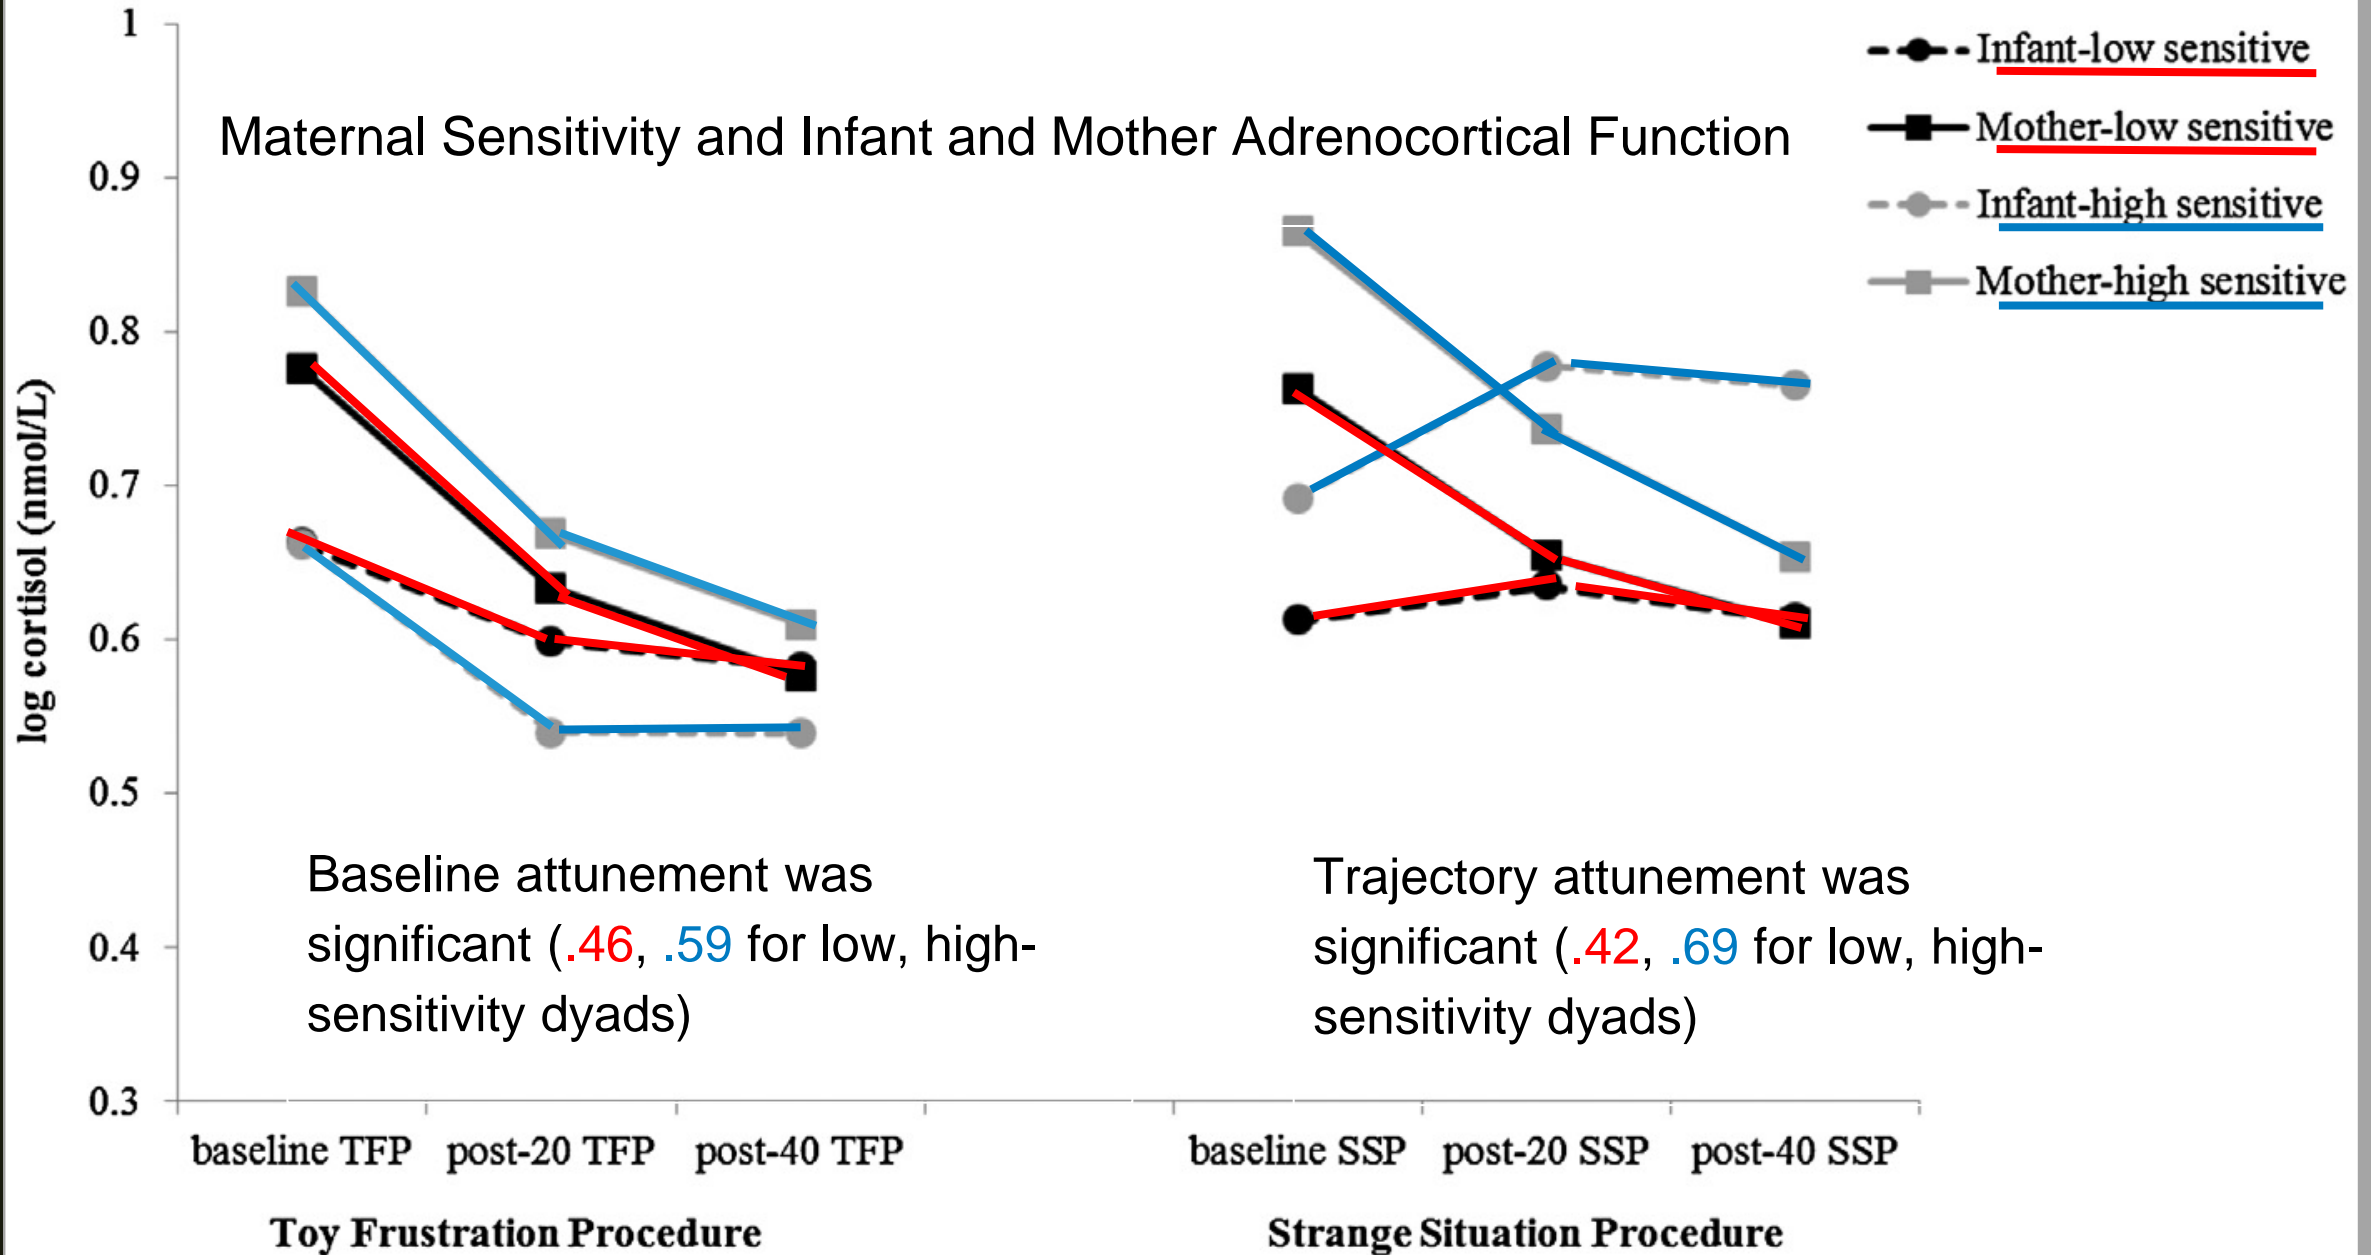 Maternal Sensitivity and Infant and Mother Adrenocortical Function
Infant-low sensitive
Mother-low sensitive
Infant-high sensitive
Mother-high sensitive
log cortisol (nmol/L)
1
0.9
0.8
0.7
0.6
0.5
0.4
0.3
Baseline attunement was
significant (.46, .59 for low, high-
sensitivity dyads)
Trajectory attunement was
significant (.42, .69 for low, high-
sensitivity dyads)
baseline TFP post-20 TFP post-40 TFP
baseline SSP post-20 SSP post-40 SSP
Toy Frustration Procedure
Strange Situation Procedure